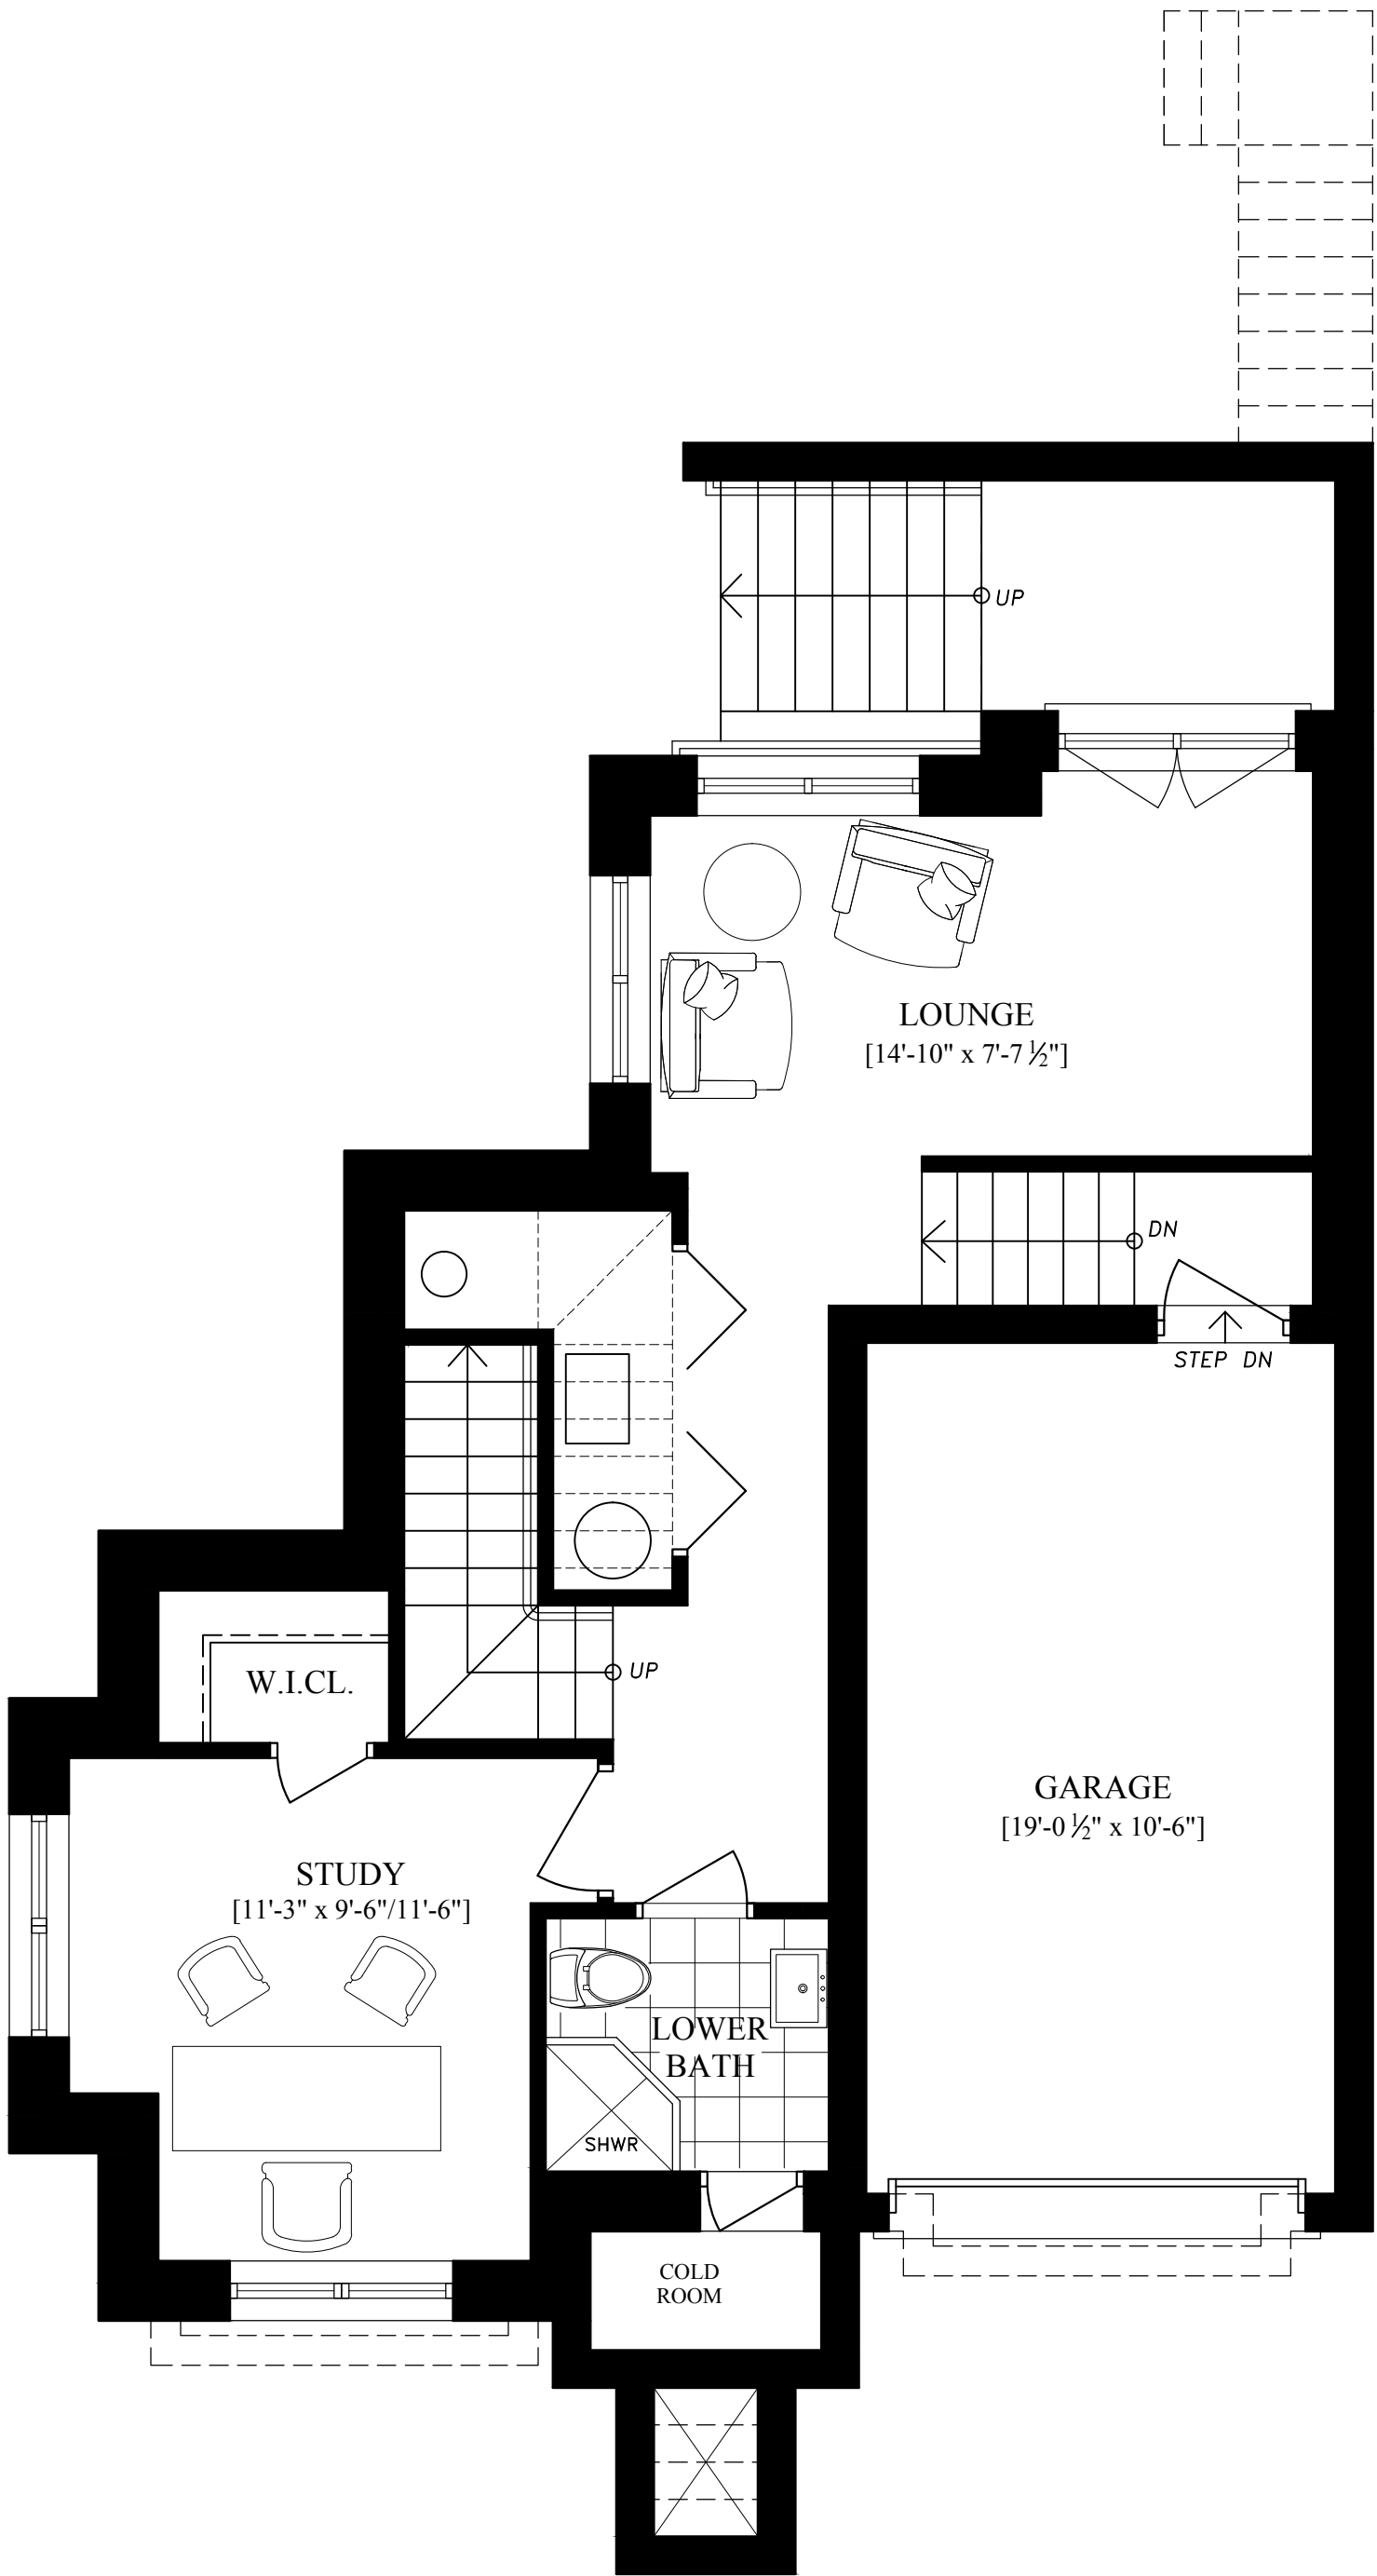 UP
LOUNGE
[14'-10" x 7'-7 ½"]
DN
STEP DN
W.I.CL.
UP
GARAGE
[19'-0 ½" x 10'-6"]
STUDY
[11'-3" x 9'-6"/11'-6"]
LOWER
BATH
SHWR
COLD
ROOM